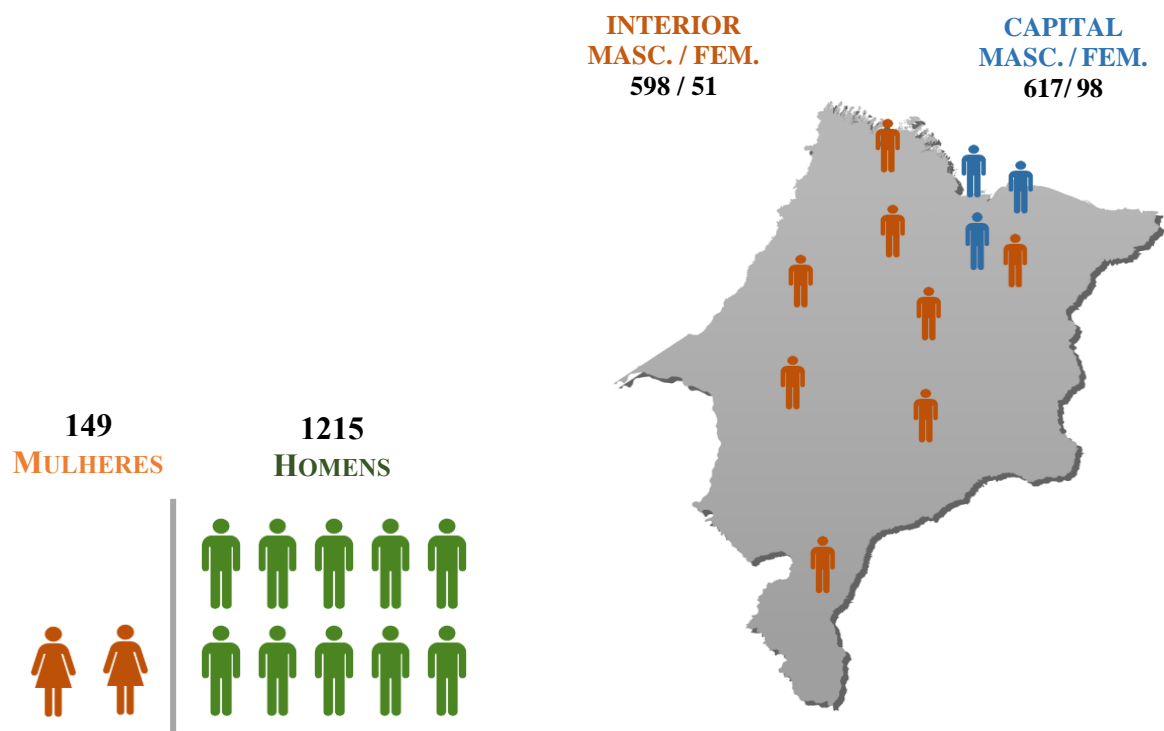 INTERIOR
MASC. / FEM.
598 / 51
CAPITAL
MASC. / FEM.
617/ 98
149
MULHERES
1215
HOMENS